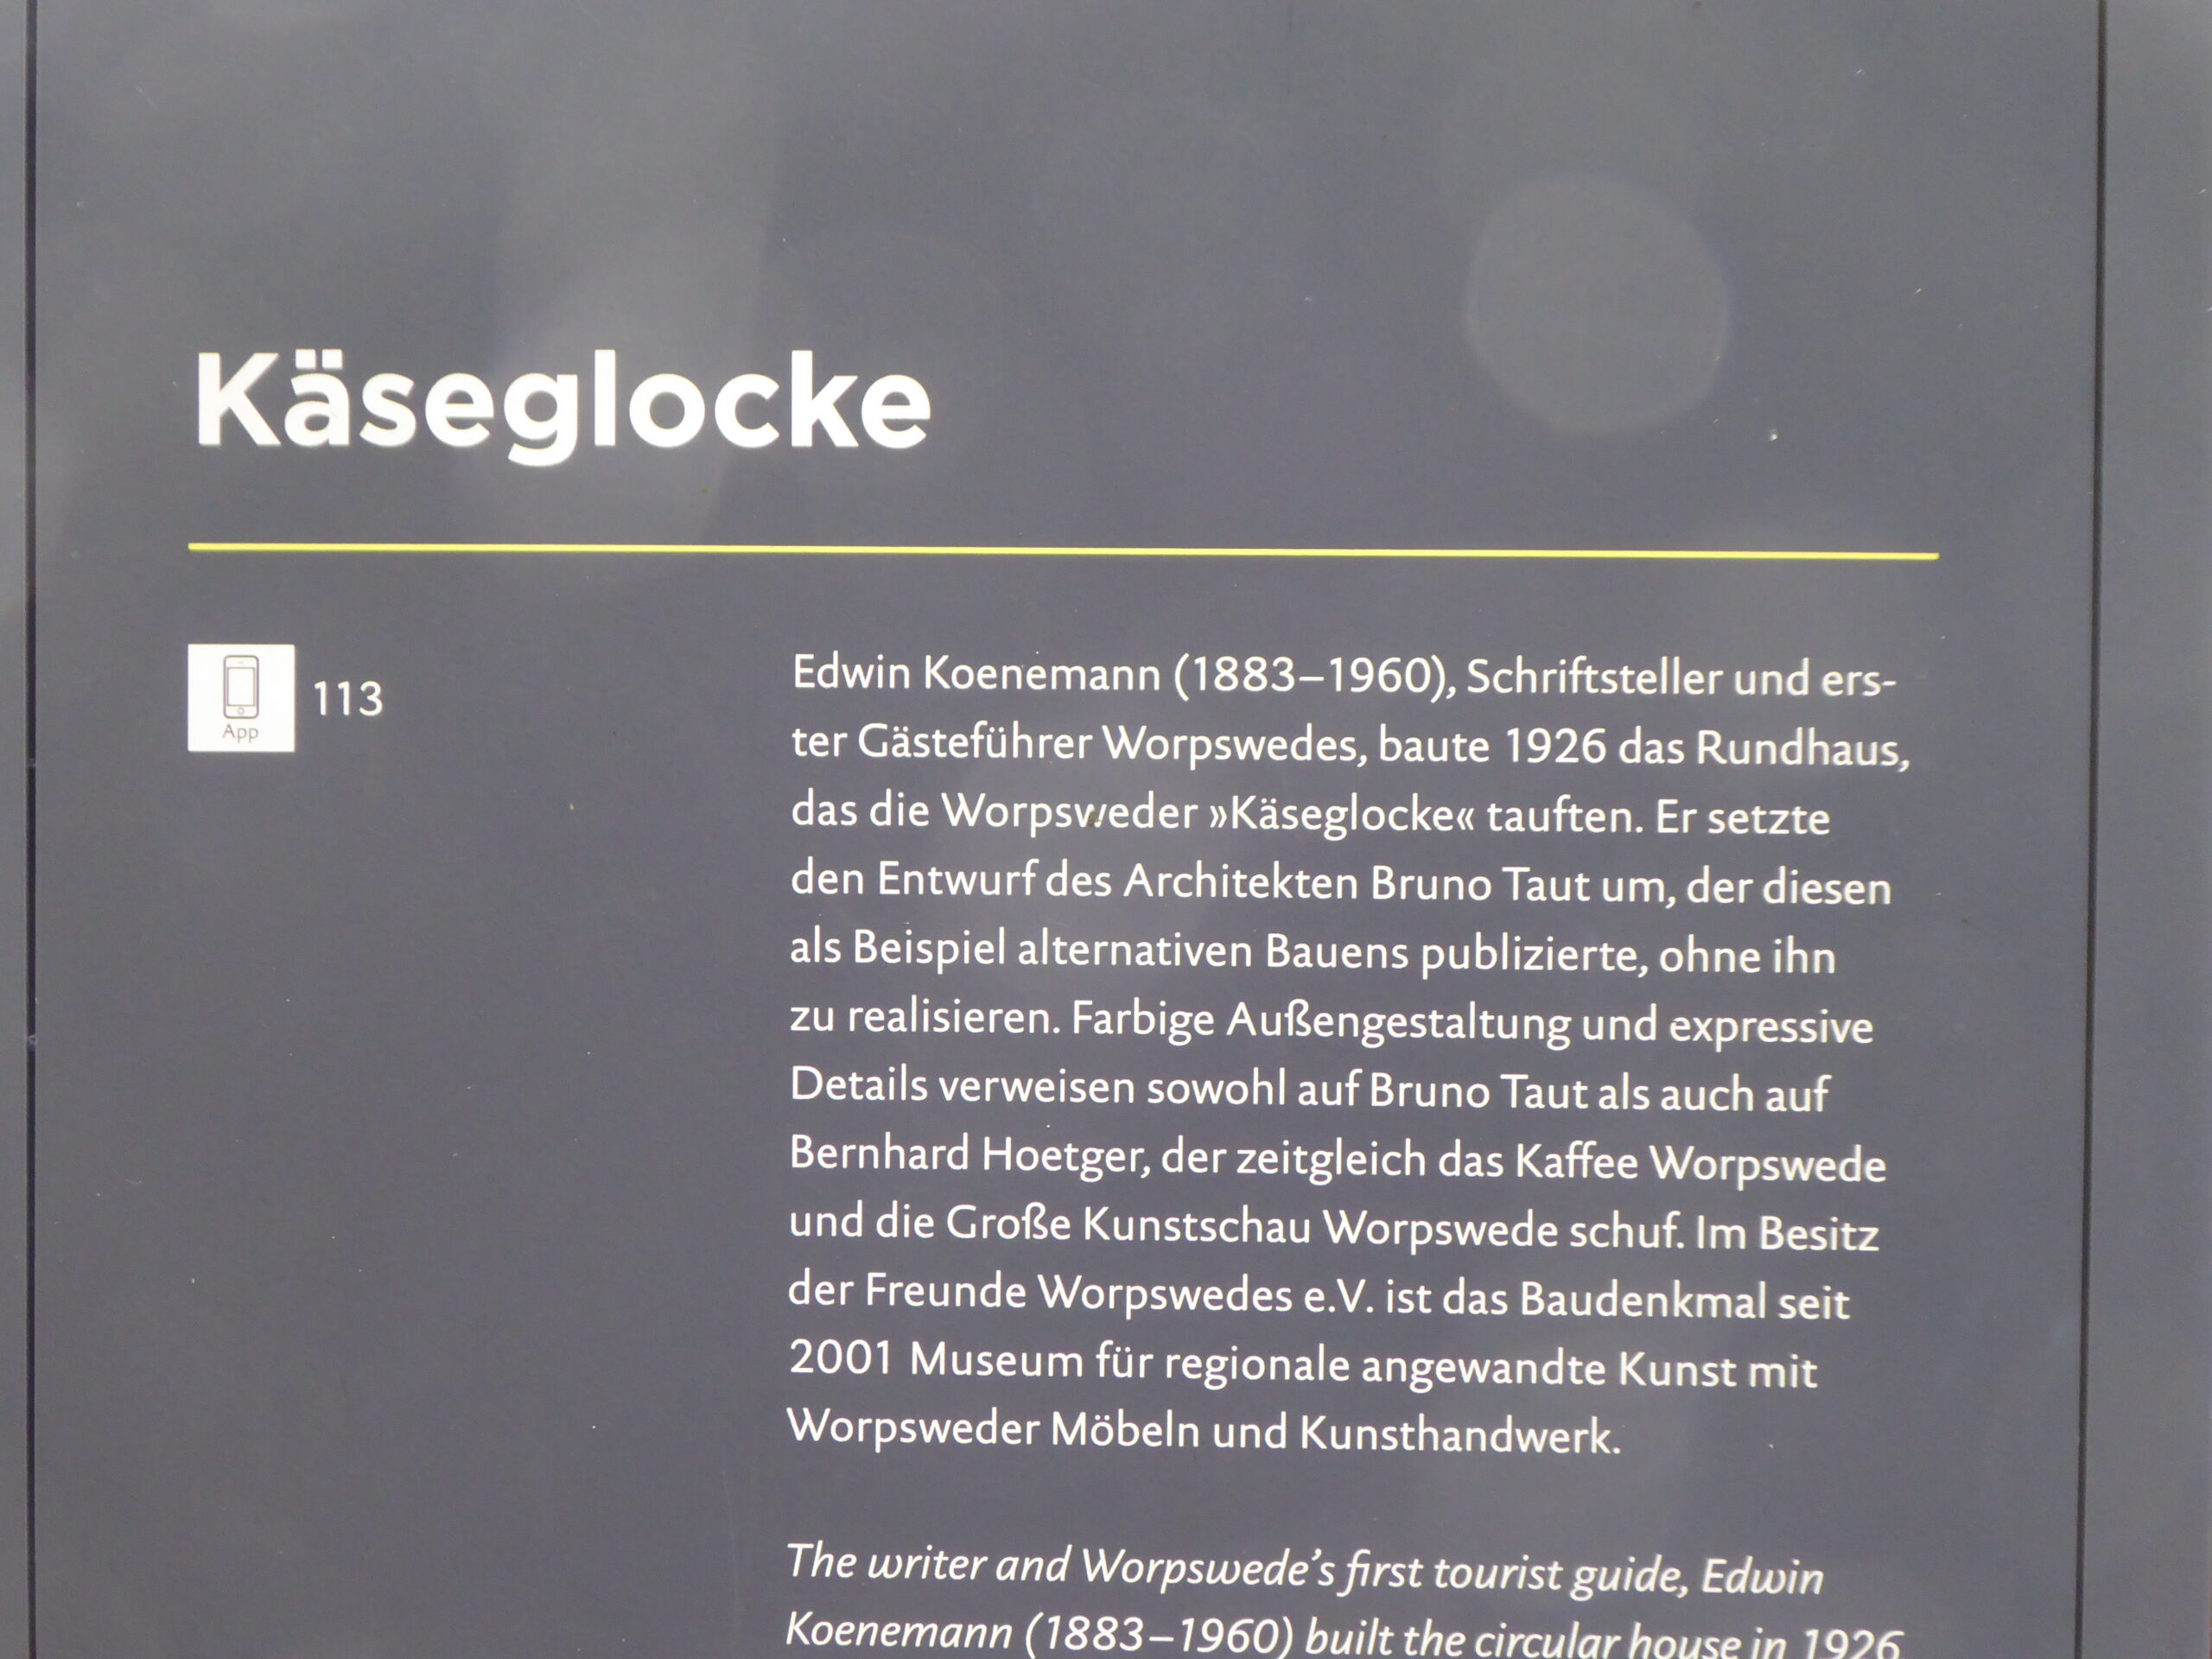 Käseglocke
App
113
Edwin Koenemann (1883–1960), Schriftsteller und ers-
ter Gästeführer Worpswedes, baute 1926 das Rundhaus,
das die Worpsweder »Käseglocke« tauften. Er setzte
den Entwurf des Architekten Bruno Taut um, der diesen
als Beispiel alternativen Bauens publizierte, ohne ihn
zu realisieren. Farbige Außengestaltung und expressive
Details verweisen sowohl auf Bruno Taut als auch auf
Bernhard Hoetger, der zeitgleich das Kaffee Worpswede
und die Große Kunstschau Worpswede schuf. Im Besitz
der Freunde Worpswedes e.V. ist das Baudenkmal seit
2001 Museum für regionale angewandte Kunst mit
Worpsweder Möbeln und Kunsthandwerk.
The writer and Worpswede’s first tourist guide, Edwin
Koenemann (1883–1960) built the circular house in 1926